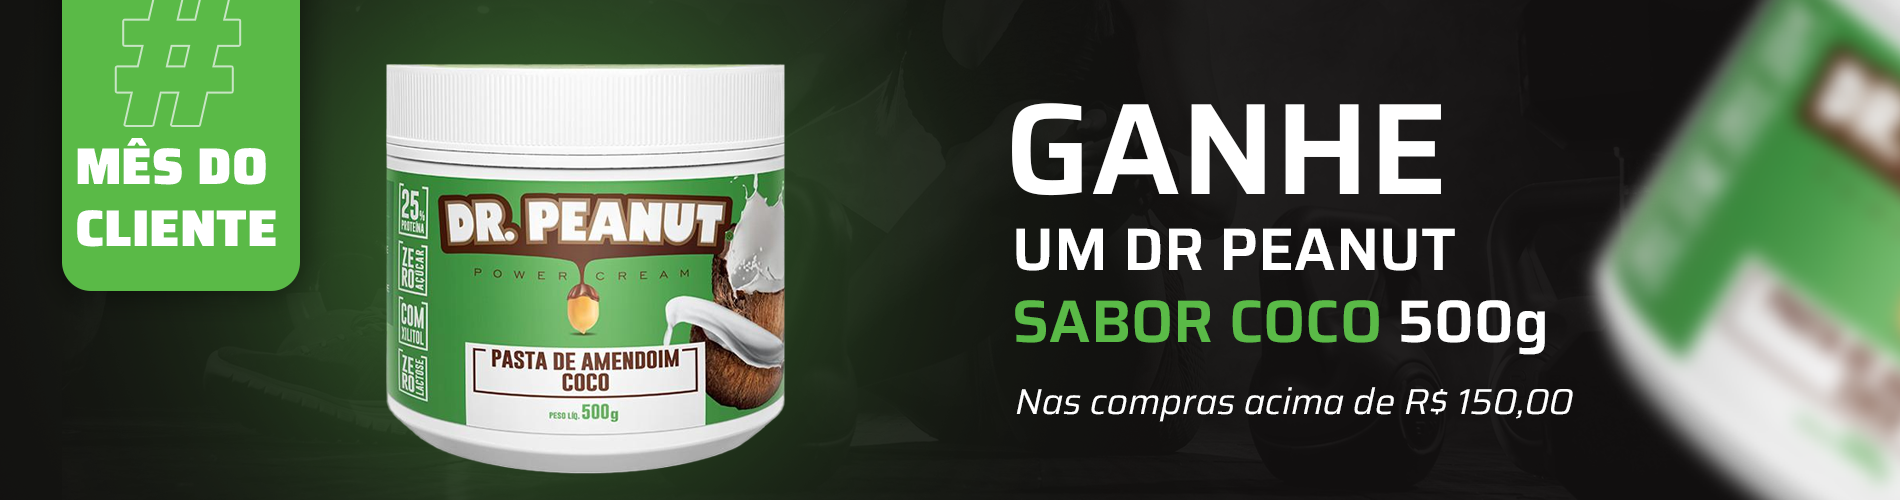 #
MÊS DO
CLIENTE
25%
PROTEÍNA
ZERO
AÇÚCAR
COM
XILITOL
ZERO
LACTOSE
DR. PEANUT
POWER CREAM
PASTA DE AMENDOIM
COCO
PESO LÍQ. 500g
GANHE
UM DR PEANUT
SABOR COCO 500g
Nas compras acima de R$ 150,00